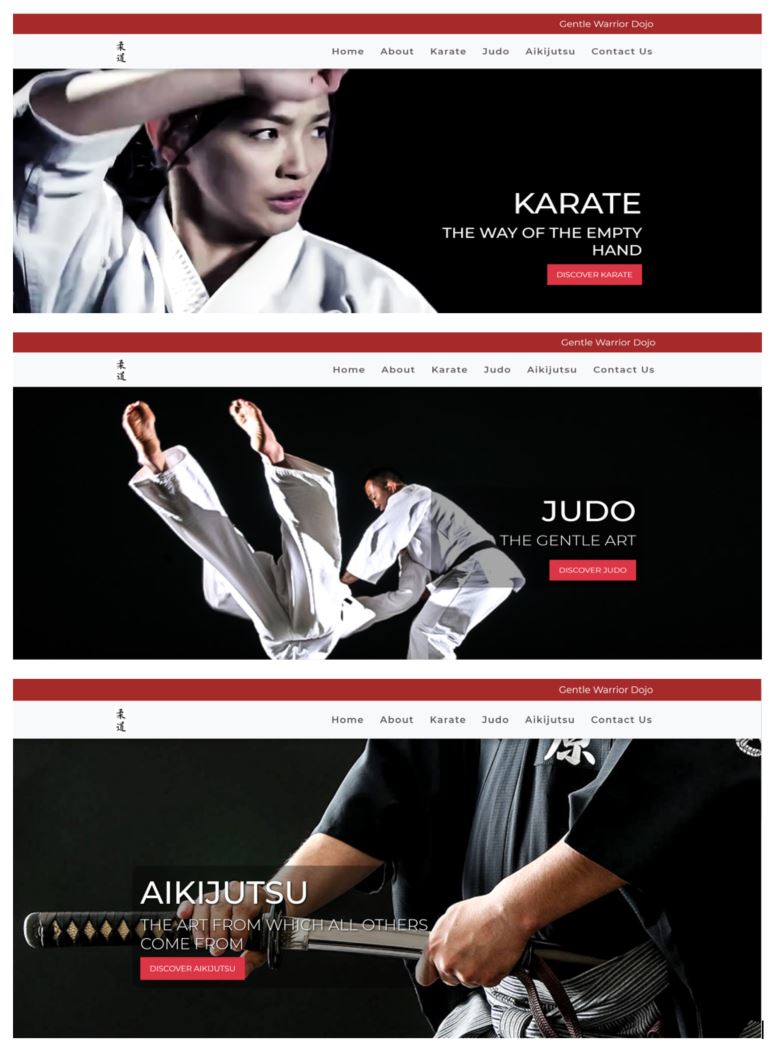 Gentle Warrior Dojo
柔
道
Home About Karate Judo Aikijutsu Contact Us
KARATE
THE WAY OF THE EMPTY
HAND
DISCOVER KARATE
Gentle Warrior Dojo
柔
道
Home About Karate Judo Aikijutsu Contact Us
JUDO
THE GENTLE ART
DISCOVER JUDO
Gentle Warrior Dojo
柔
道
Home About Karate Judo Aikijutsu Contact Us
原
AIKIJUTSU
THE ART FROM WHICH ALL OTHERS
COME FROM
DISCOVER AIKIJUTSU